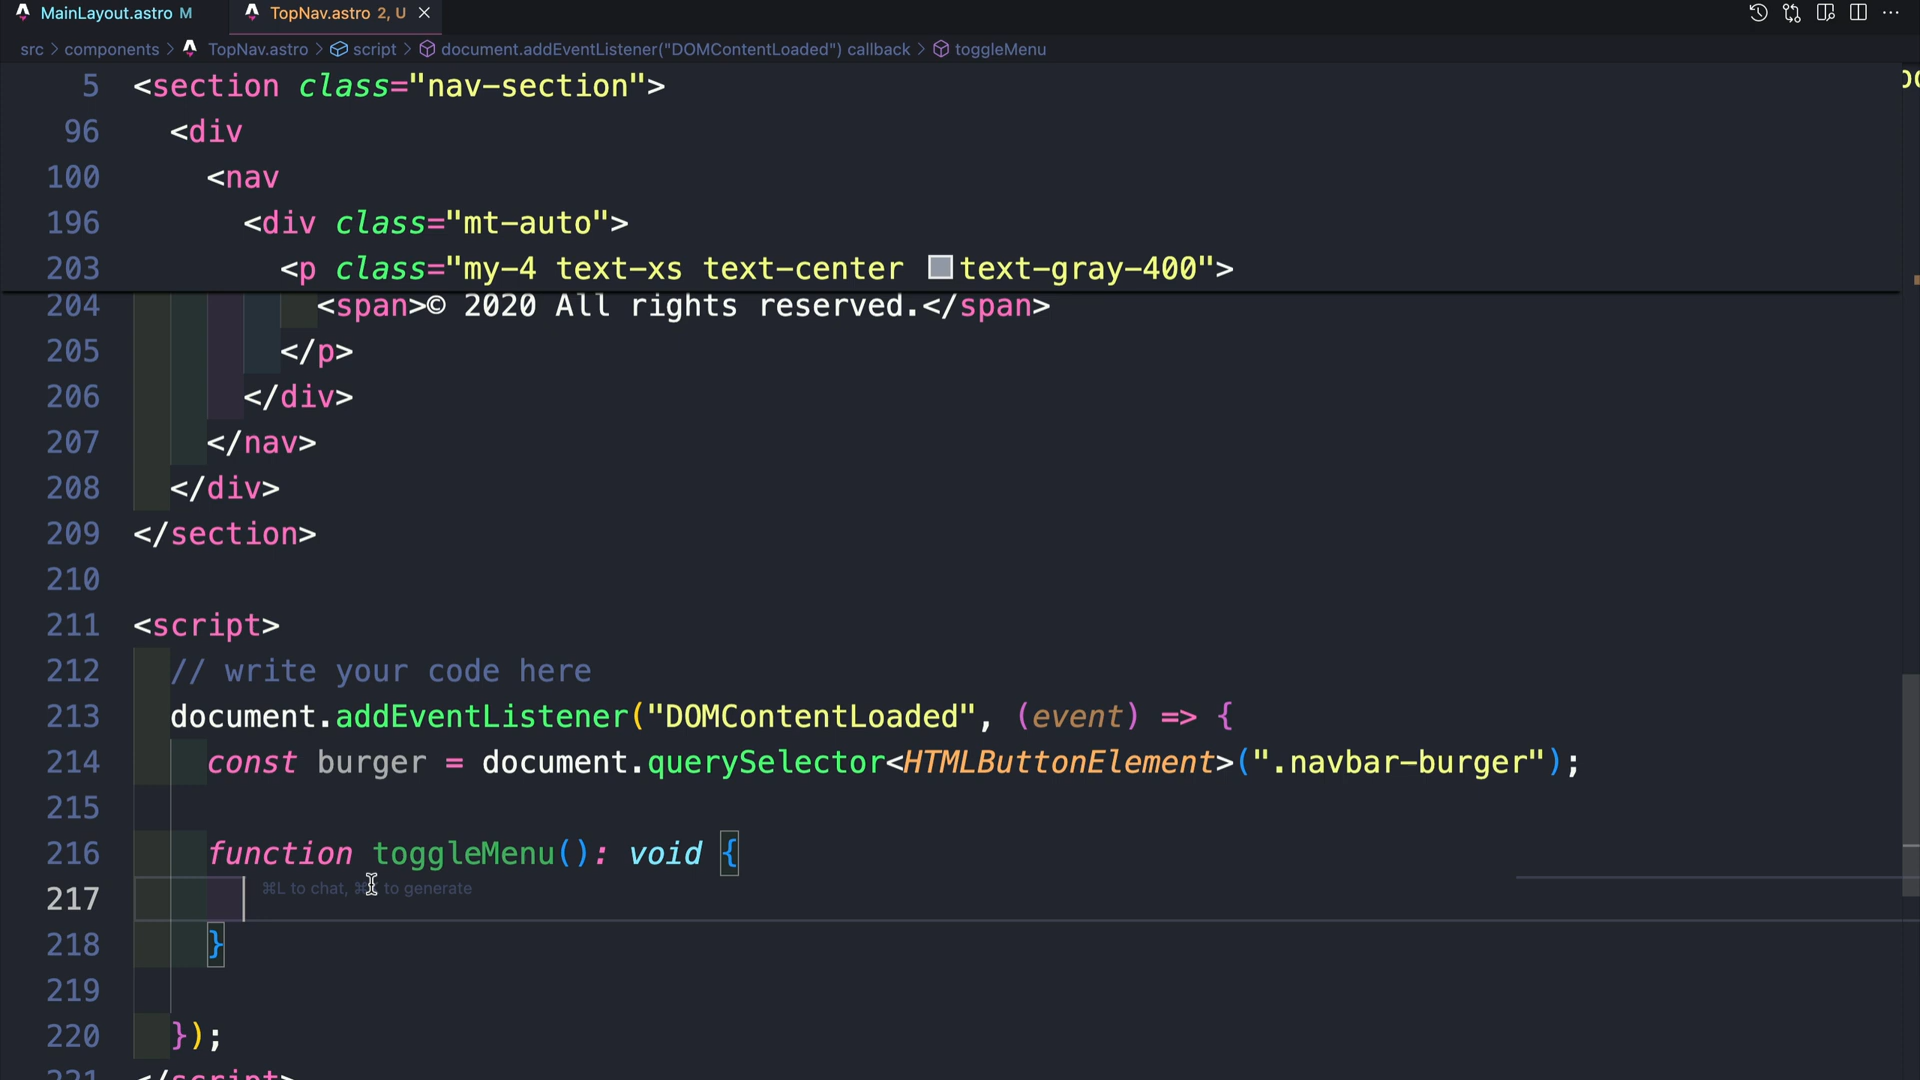 MainLayout.astro M
TopNav.astro 2, U
src > components > TopNav.astro > script > document.addEventListener("DOMContentLoaded") callback > toggleMenu
5 <section class="nav-section">
96 <div
100 <nav
196 <div class="mt-auto">
203 <p class="my-4 text-xs text-center text-gray-400">
204 <span>© 2020 All rights reserved.</span>
205 </p>
206 </div>
207 </nav>
208 </div>
209 </section>
210
211 <script>
212 // write your code here
213 document.addEventListener("DOMContentLoaded", (event) => {
214 const burger = document.querySelector<HTMLButtonElement>(".navbar-burger");
215
216 function toggleMenu(): void {
217 ⌘L to chat, to generate
218 }
219
220 });
221 </script>